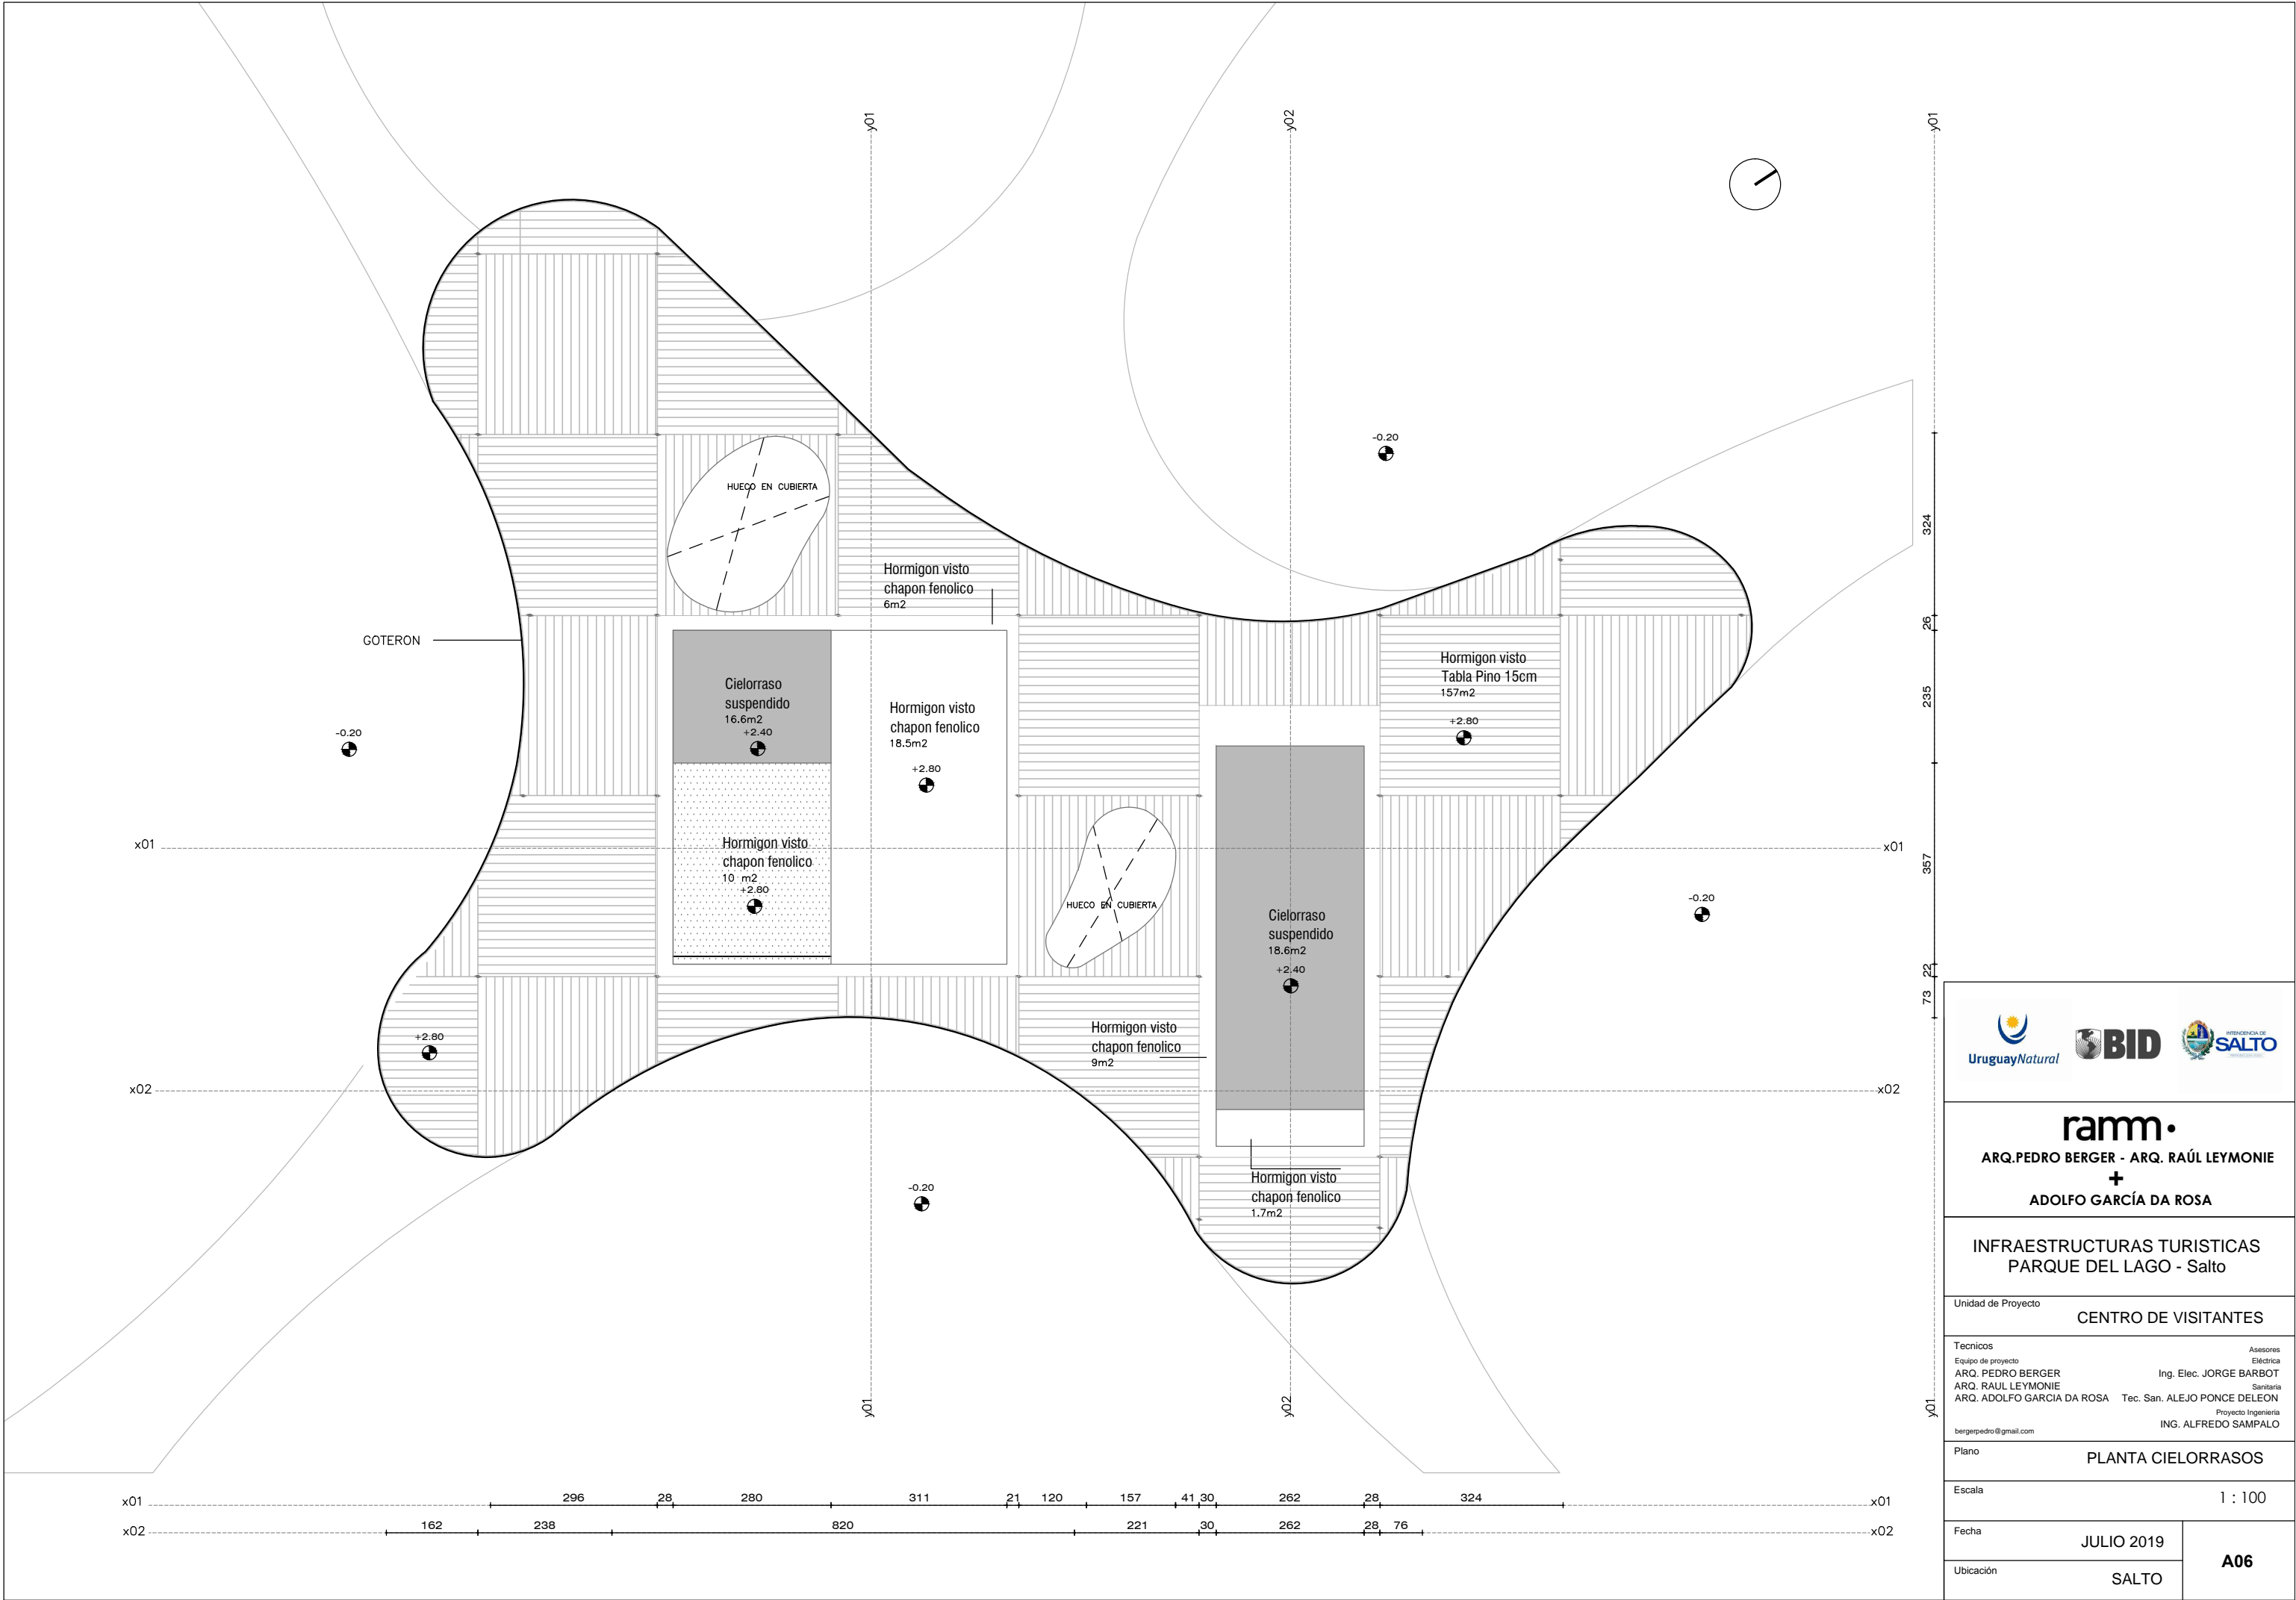 y01
y02
y01
-0.20
HUECO EN CUBIERTA
324
Hormigon visto
chapon fenolico
6m2
26
GOTERON
Hormigon visto
Tabla Pino 15cm
157m2
+2.80
Cielorraso
suspendido
16.6m2
+2.40
Hormigon visto
chapon fenolico
18.5m2
+2.80
235
-0.20
x01
x01
Hormigon visto
chapon fenolico
10 m2
+2.80
357
HUECO EN CUBIERTA
-0.20
Cielorraso
suspendido
18.6m2
+2.40
22
73
Hormigon visto
chapon fenolico
9m2
+2.80
x02
x02
Hormigon visto
chapon fenolico
1.7m2
-0.20
y01
y02
y01
x01 296 28 280 311 21 120 157 41 30 262 28 324 x01
x02 162 238 820 221 30 262 28 76 x02
UruguayNatural
BID
INTENDENCIA DE
SALTO
ramm.
ARQ.PEDRO BERGER - ARQ. RAÚL LEYMONIE
+
ADOLFO GARCÍA DA ROSA
INFRAESTRUCTURAS TURISTICAS
PARQUE DEL LAGO - Salto
Unidad de Proyecto
CENTRO DE VISITANTES
Tecnicos
Asesores
Equipo de proyecto
Eléctrica
ARQ. PEDRO BERGER
Ing. Elec. JORGE BARBOT
ARQ. RAUL LEYMONIE
Sanitaria
ARQ. ADOLFO GARCIA DA ROSA
Tec. San. ALEJO PONCE DELEON
Proyecto Ingenieria
ING. ALFREDO SAMPALO
bergerpedro@gmail.com
Plano
PLANTA CIELORRASOS
Escala
1 : 100
Fecha
JULIO 2019
A06
Ubicación
SALTO